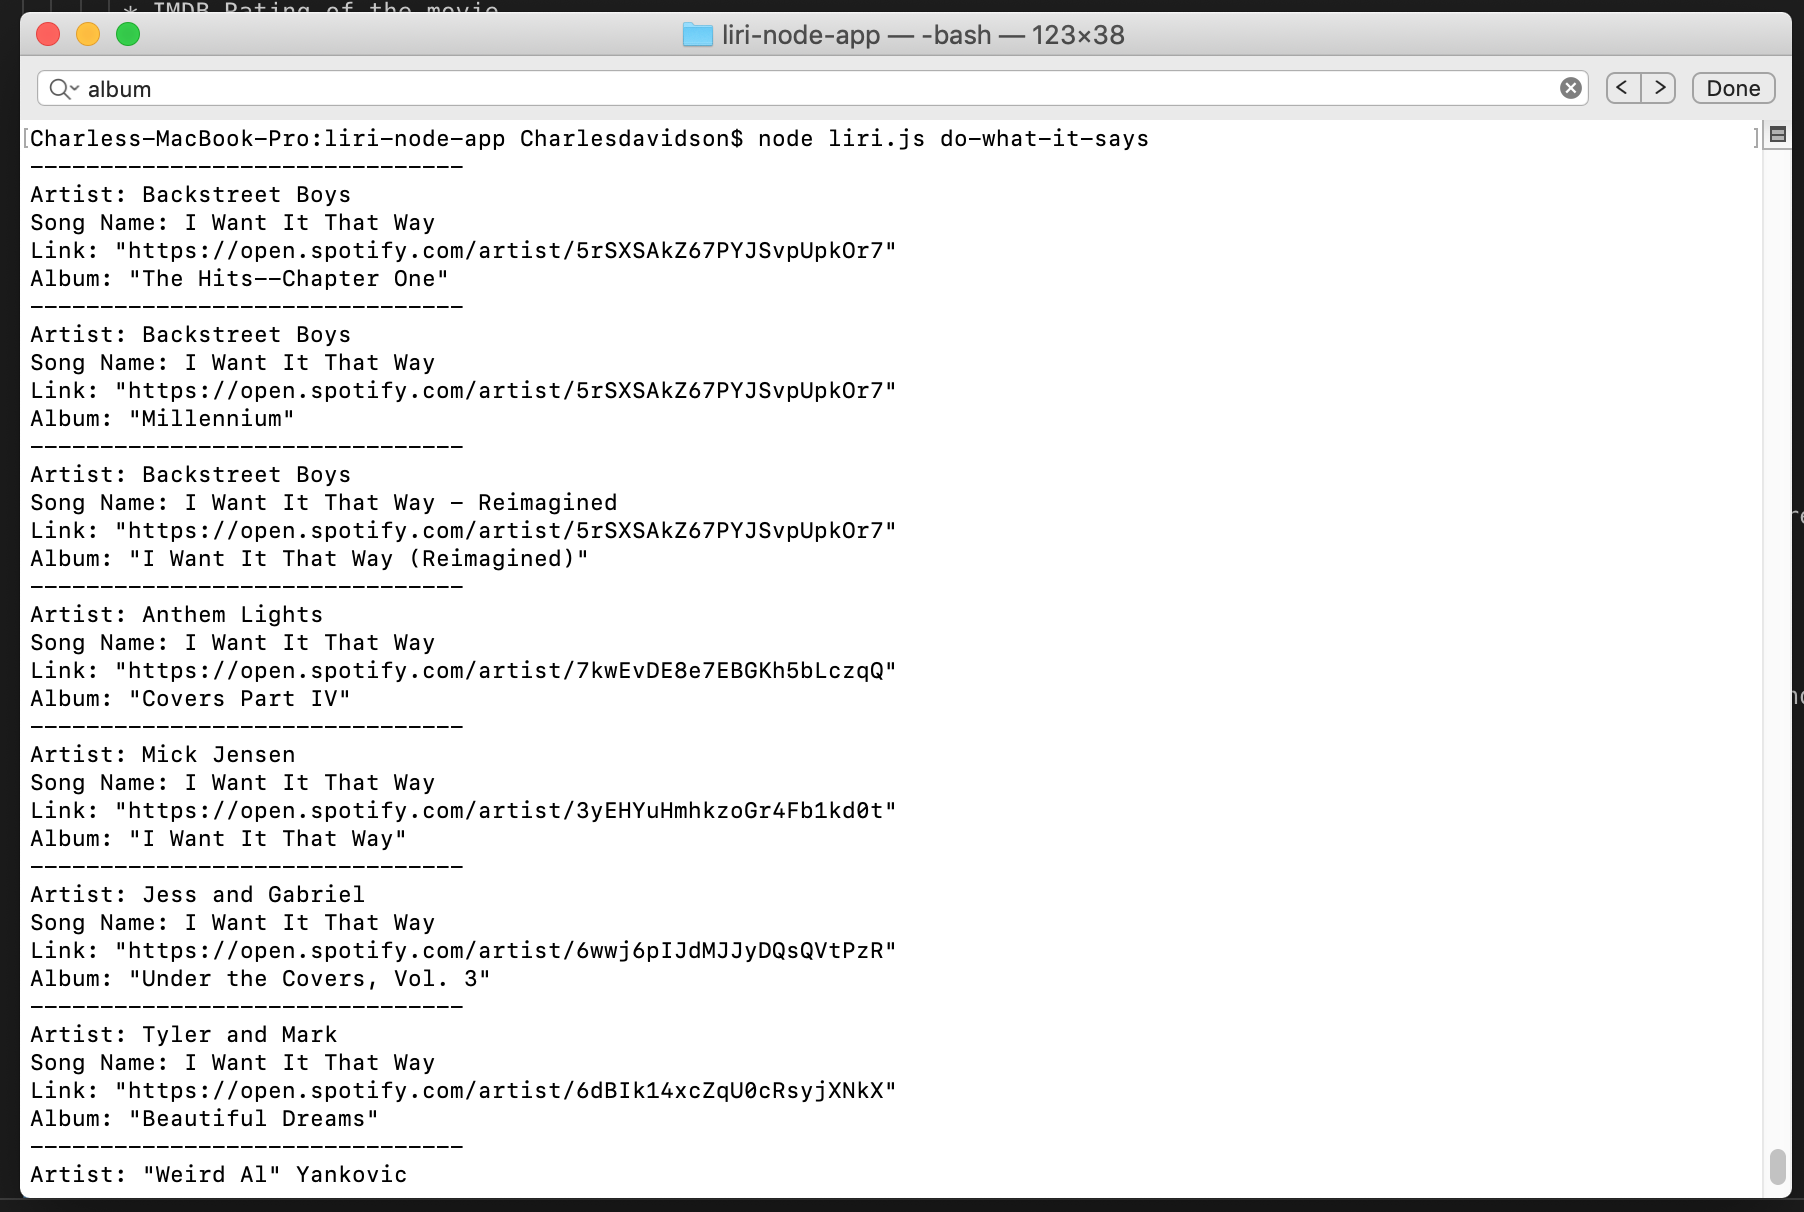 * IMDB Rating of the movie
liri-node-app — -bash — 123×38
album
Done
[Charless-MacBook-Pro:liri-node-app Charlesdavidson$ node liri.js do-what-it-says ]
-------------------------------
Artist: Backstreet Boys
Song Name: I Want It That Way
Link: "https://open.spotify.com/artist/5rSXSAkZ67PYJSvpUpkOr7"
Album: "The Hits--Chapter One"
-------------------------------
Artist: Backstreet Boys
Song Name: I Want It That Way
Link: "https://open.spotify.com/artist/5rSXSAkZ67PYJSvpUpkOr7"
Album: "Millennium"
-------------------------------
Artist: Backstreet Boys
Song Name: I Want It That Way - Reimagined
Link: "https://open.spotify.com/artist/5rSXSAkZ67PYJSvpUpkOr7"
Album: "I Want It That Way (Reimagined)"
-------------------------------
Artist: Anthem Lights
Song Name: I Want It That Way
Link: "https://open.spotify.com/artist/7kwEvDE8e7EBGKh5bLczqQ"
Album: "Covers Part IV"
-------------------------------
Artist: Mick Jensen
Song Name: I Want It That Way
Link: "https://open.spotify.com/artist/3yEHYuHmhkzoGr4Fb1kd0t"
Album: "I Want It That Way"
-------------------------------
Artist: Jess and Gabriel
Song Name: I Want It That Way
Link: "https://open.spotify.com/artist/6wwj6pIJdMJJyDQsQVtPzR"
Album: "Under the Covers, Vol. 3"
-------------------------------
Artist: Tyler and Mark
Song Name: I Want It That Way
Link: "https://open.spotify.com/artist/6dBIk14xcZqU0cRsyjXNkX"
Album: "Beautiful Dreams"
-------------------------------
Artist: "Weird Al" Yankovic